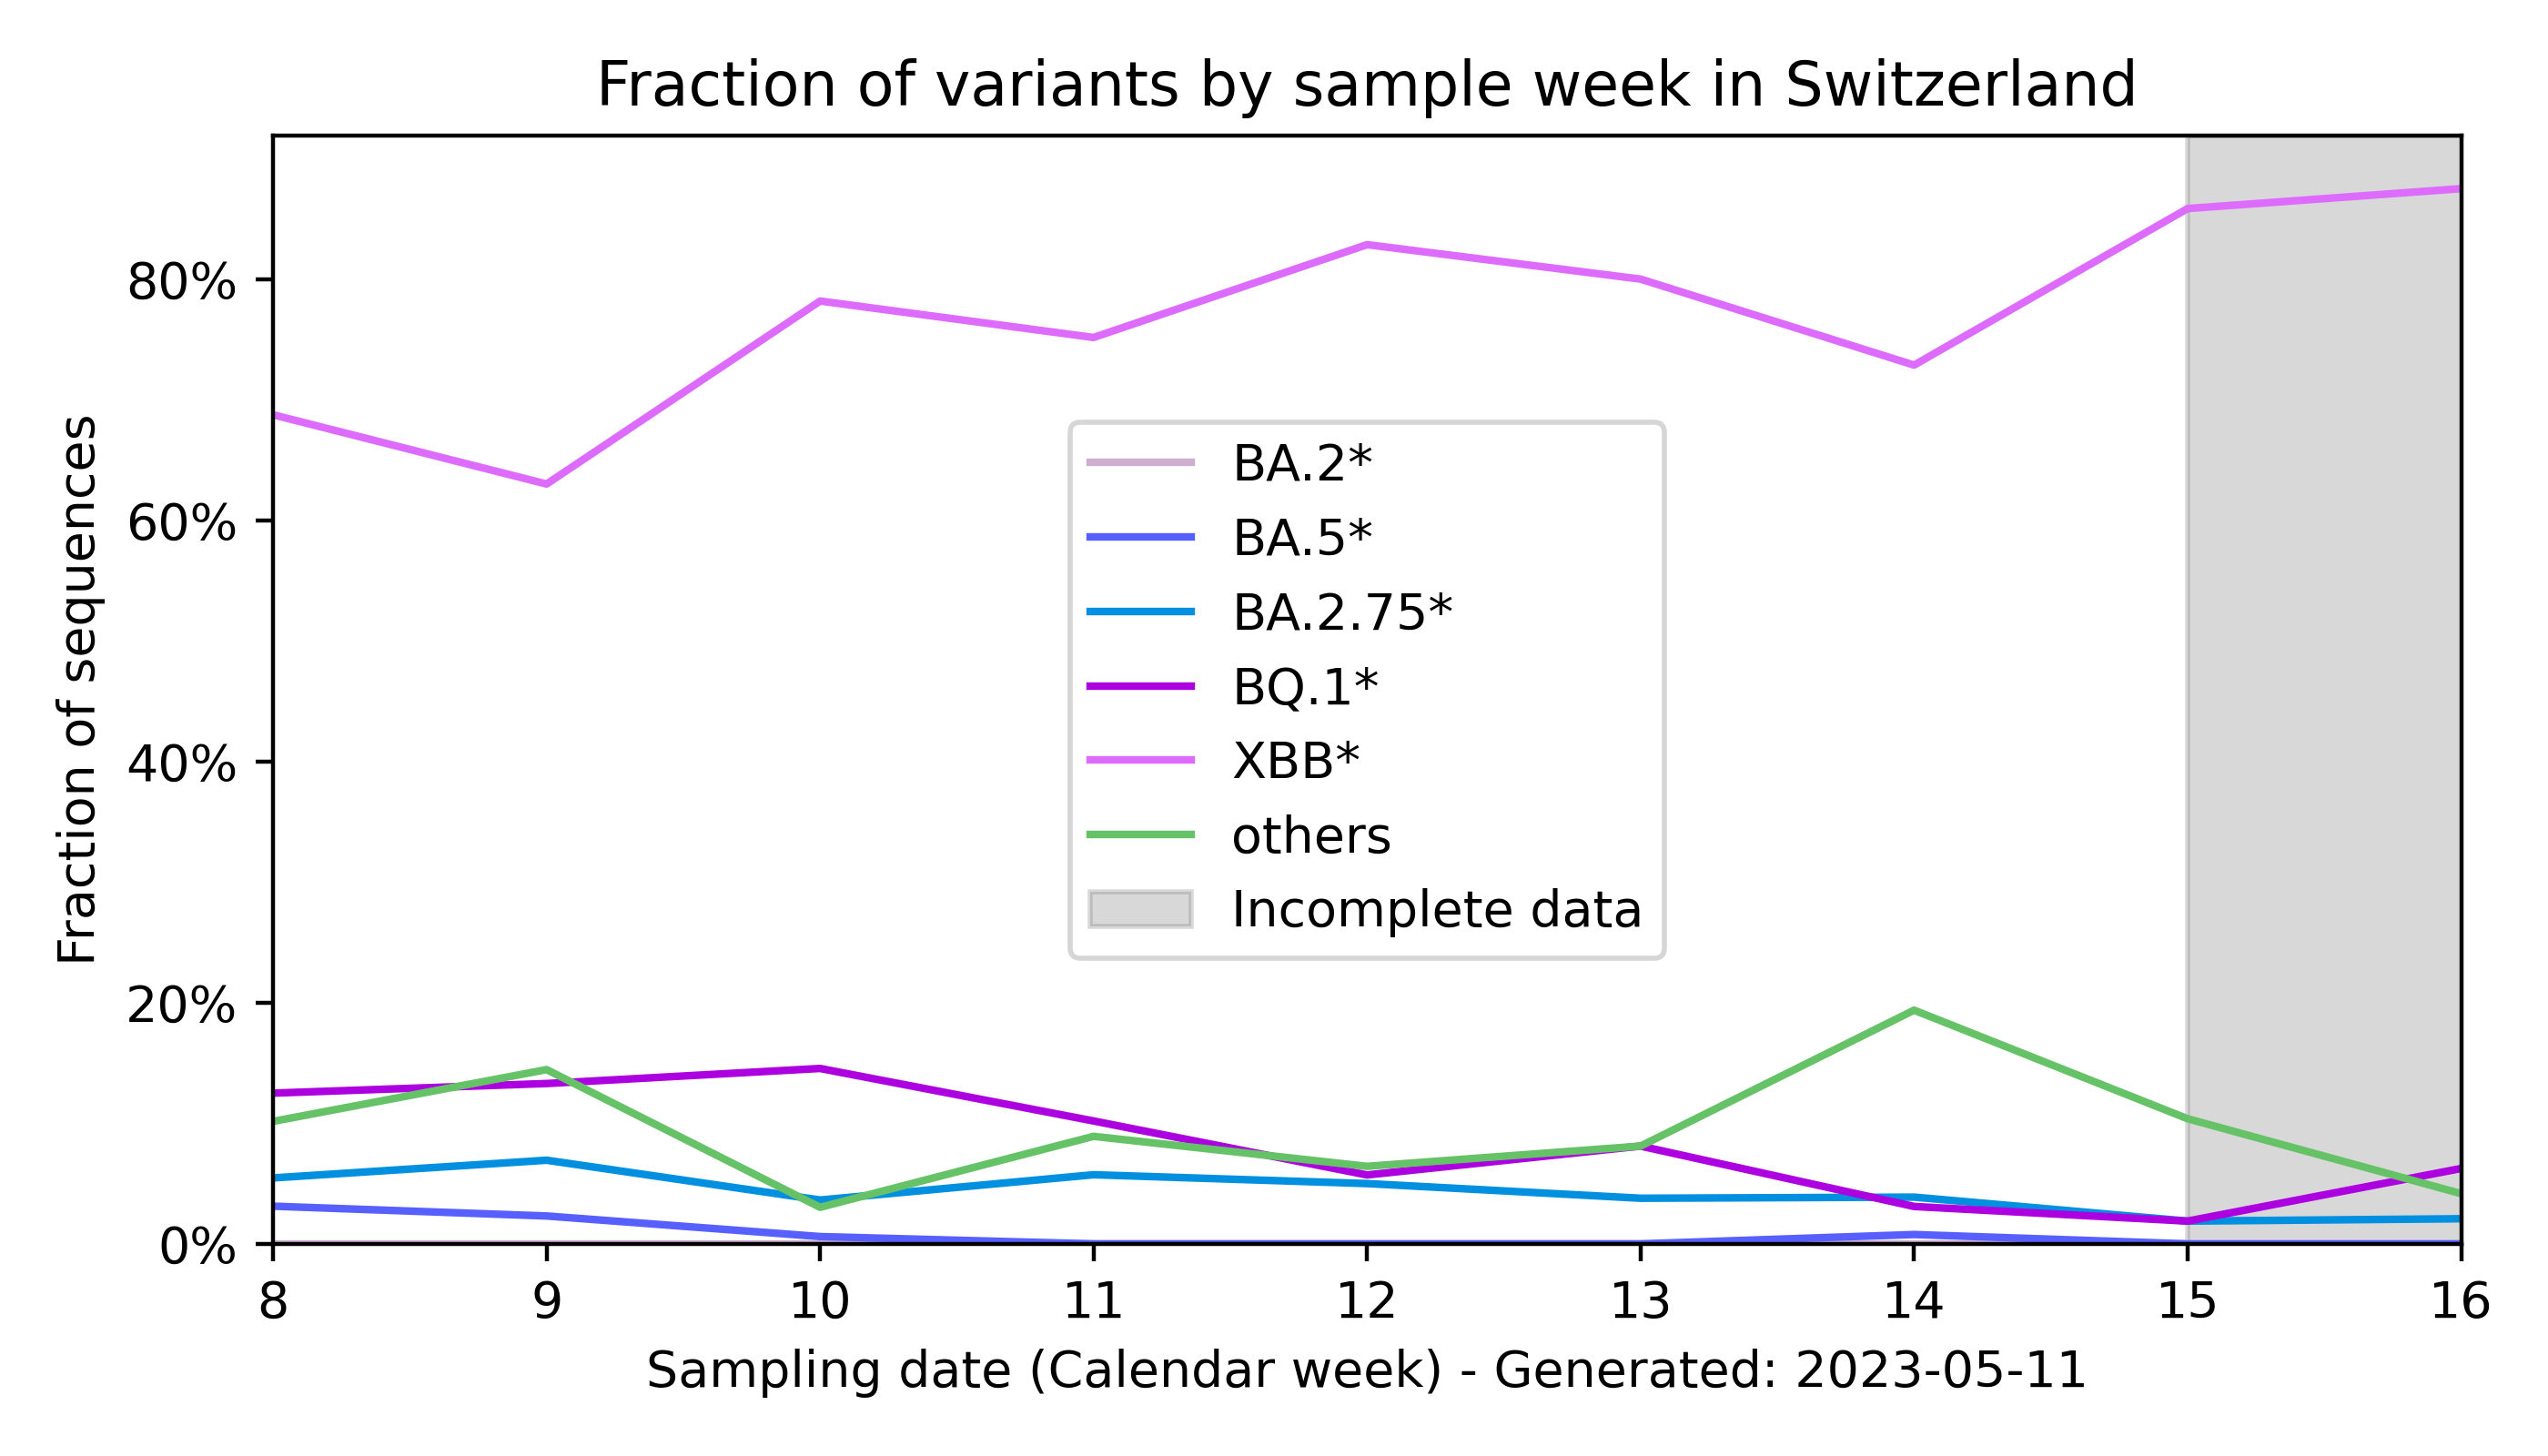 Fraction of variants by sample week in Switzerland
Fraction of sequences
80%
60%
40%
20%
0%
BA.2*
BA.5*
BA.2.75*
BQ.1*
XBB*
others
Incomplete data
8 9 10 11 12 13 14 15 16
Sampling date (Calendar week) - Generated: 2023-05-11